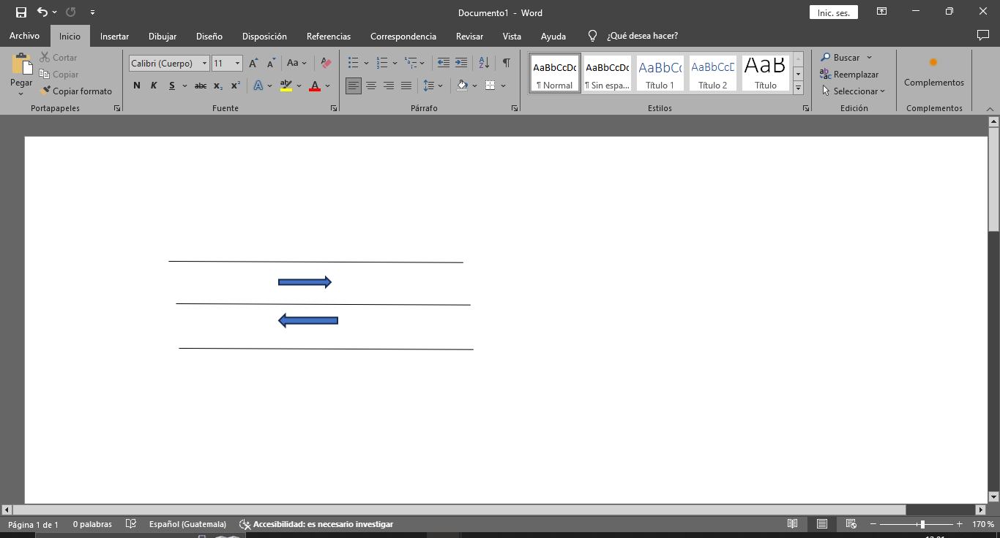 Documento1 - Word
Inic. ses.
Archivo Inicio Insertar Dibujar Diseño Disposición Referencias Correspondencia Revisar Vista Ayuda ¿Qué desea hacer?
Pegar
Cortar
Copiar
Copiar formato
Portapapeles
Calibri (Cuerpo) 11 A A Aa
N K S abc x₂ x² A ab A
Fuente
Párrafo
AaBbCcDc AaBbCcDc AaBbC AaBbCcD AaB
¶ Normal ¶ Sin espa... Título 1 Título 2 Título
Estilos
Buscar
Reemplazar
Seleccionar
Edición
Complementos
Complementos
Página 1 de 1 0 palabras Español (Guatemala) Accesibilidad: es necesario investigar 170 %